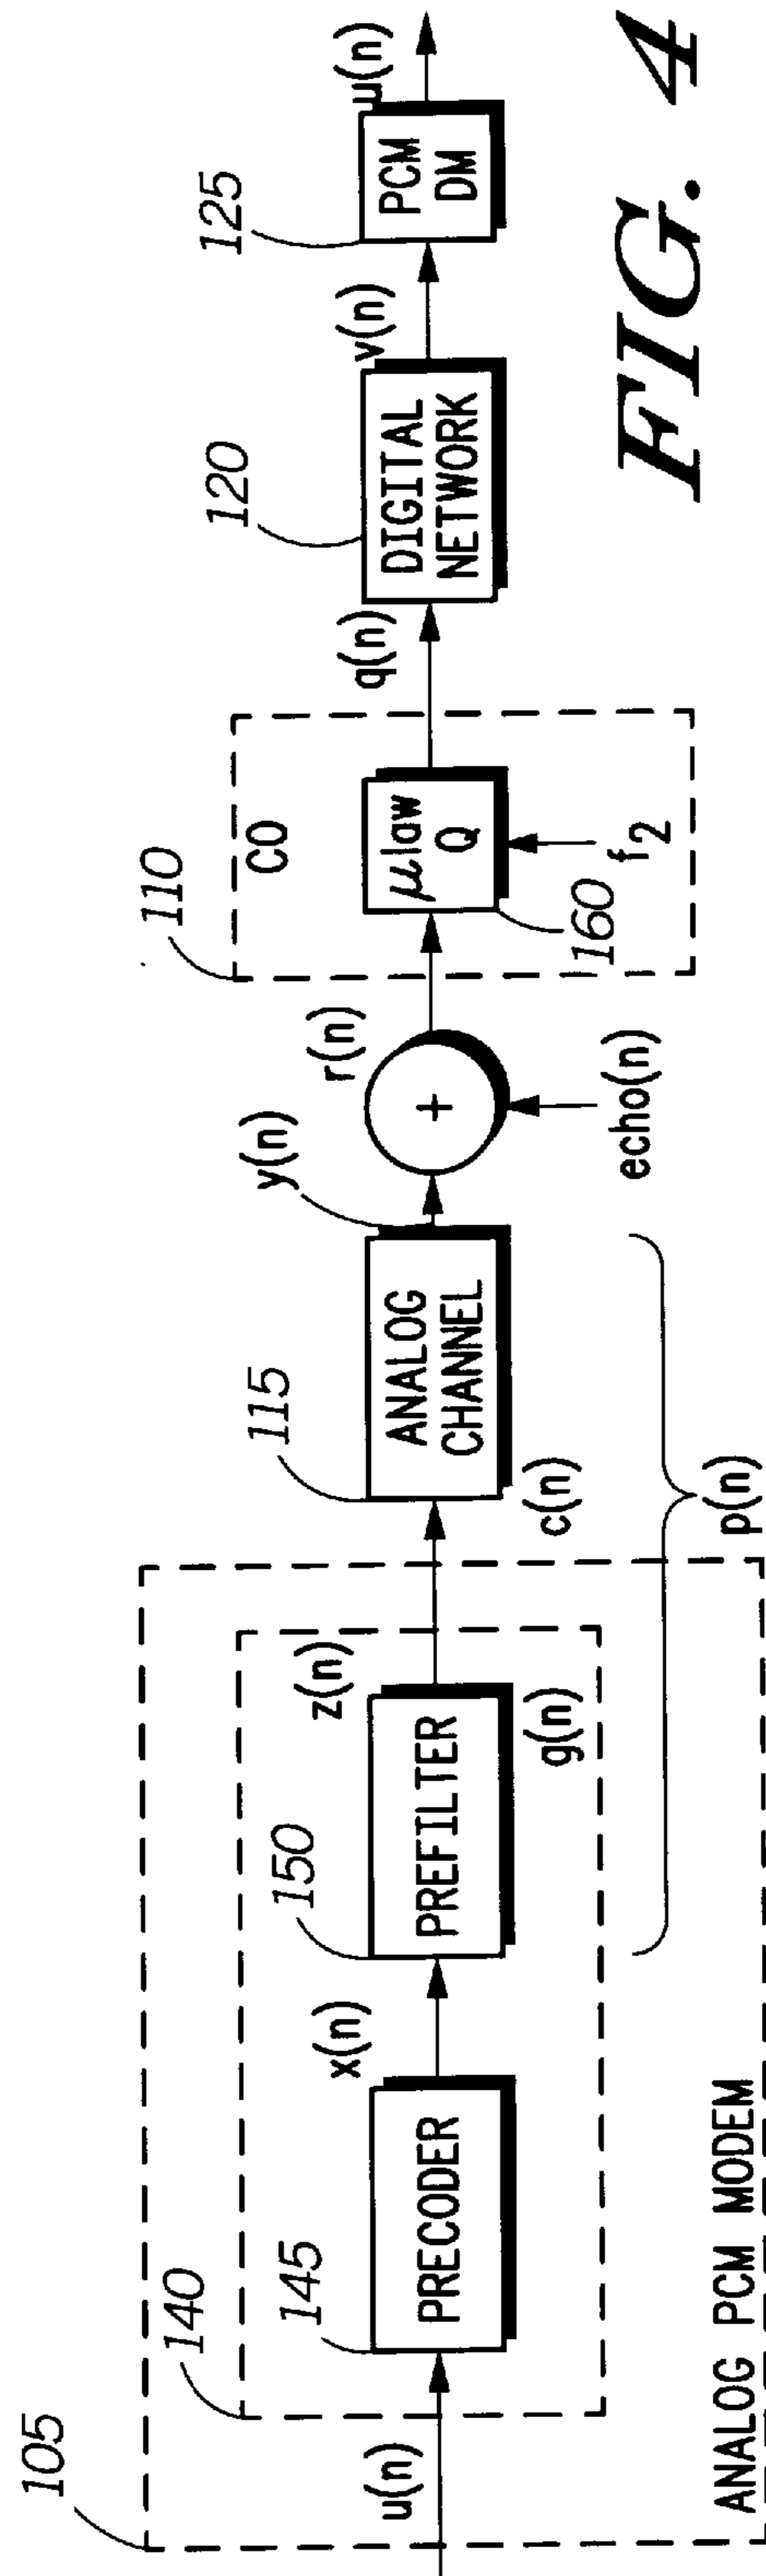 105
140
145
u(n)
PRECODER
x(n)
150
PREFILTER
z(n)
g(n)
ANALOG PCM MODEM
115
ANALOG
CHANNEL
c(n)
p(n)
y(n)
r(n)
+
echo(n)
110
CO
μlaw
Q
160
f2
q(n)
120
DIGITAL
NETWORK
v(n)
125
PCM
DM
u(n)
FIG. 4